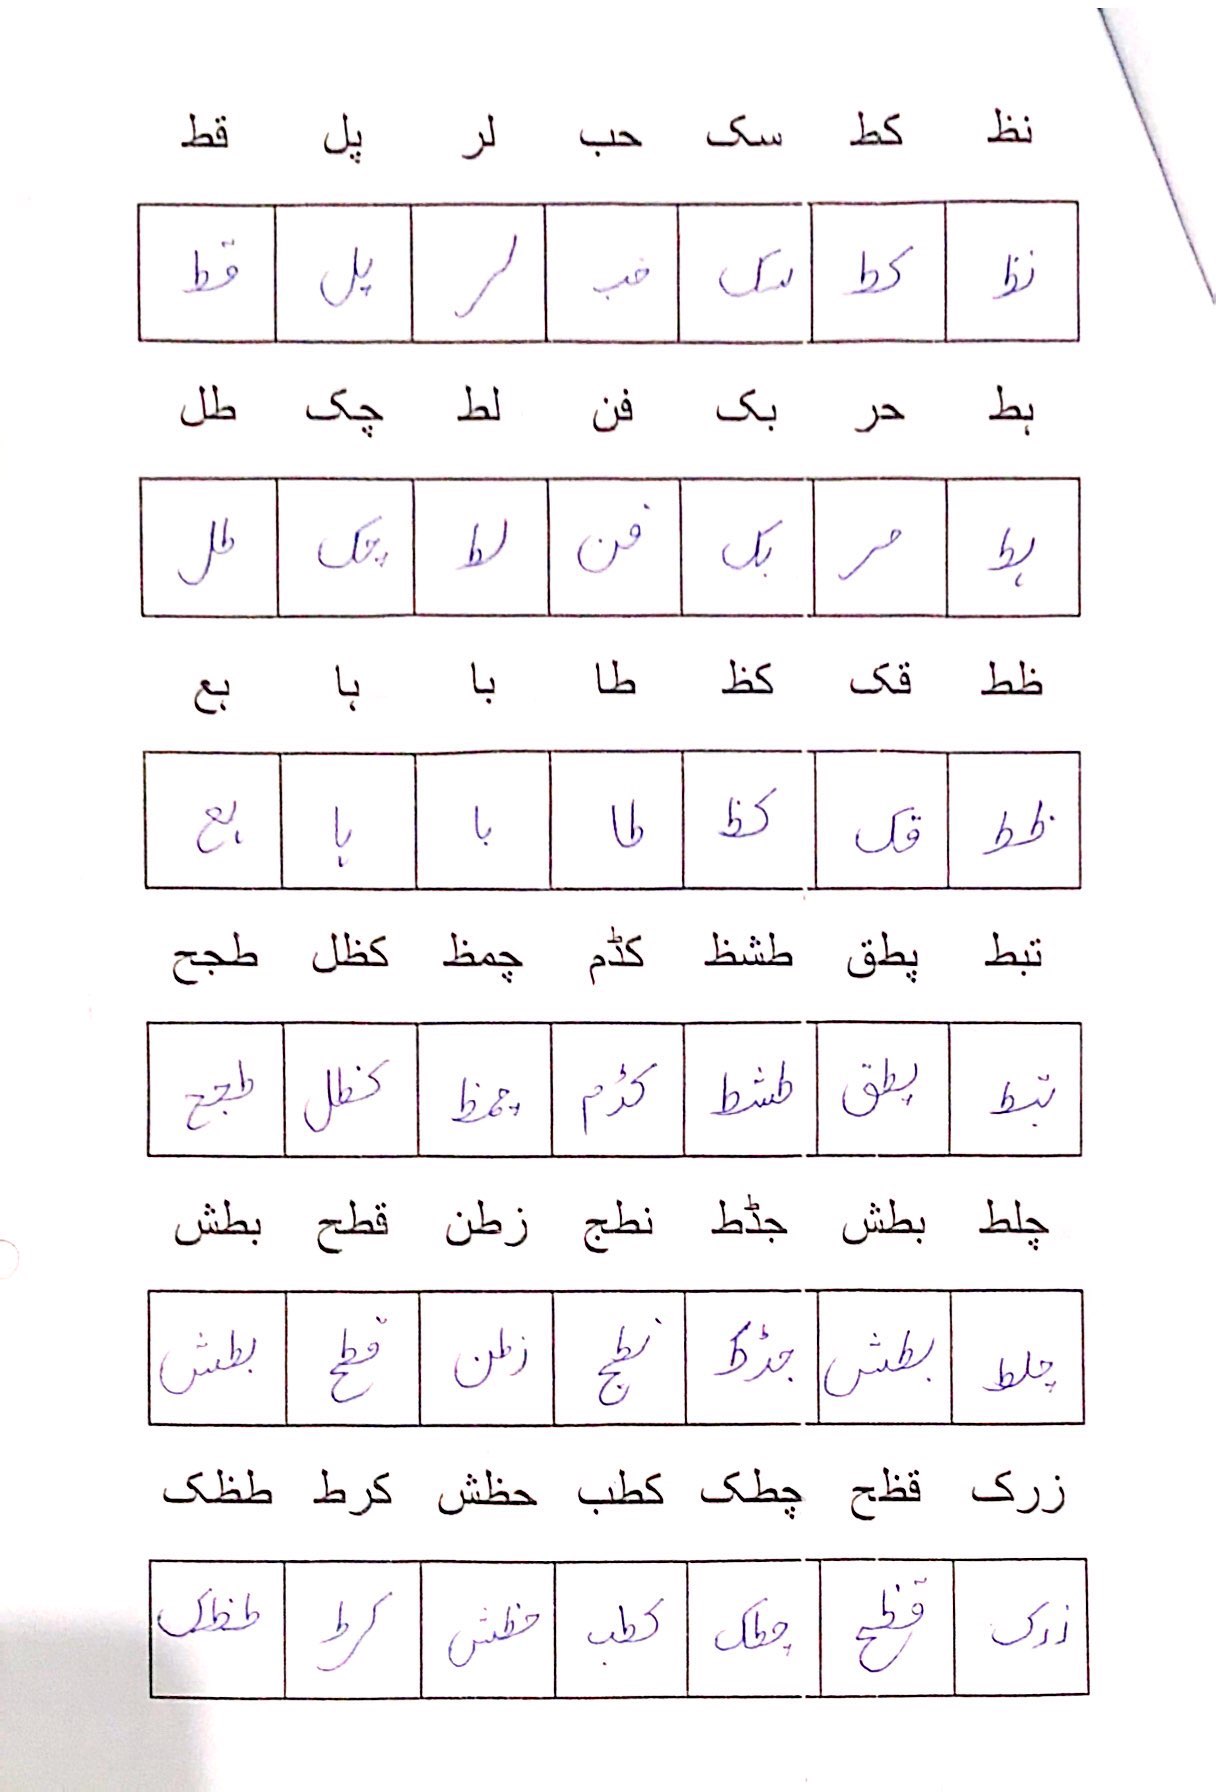 نظ کط سک حب لر پل قط
نظ کط سک حب لر پل قط
ہط حر بک فن لط چک طل
ہط حر بک فن لط چک طل
ظط قک کظ طا با ہا ہع
ظط قک کظ طا با ہا ہع
تبط پطق طشظ کڈم چمظ کظل طجح
تبط پطق طشط کڈم چمظ کظل طجح
چلط بطش جڈط نطج زطن قطح بطش
چلط بطش جڈط نطج زطن قطح بطش
زرک قظح چطک کطب حظش کرط طظک
زرک قظح چطک کطب حظش کرط طظک